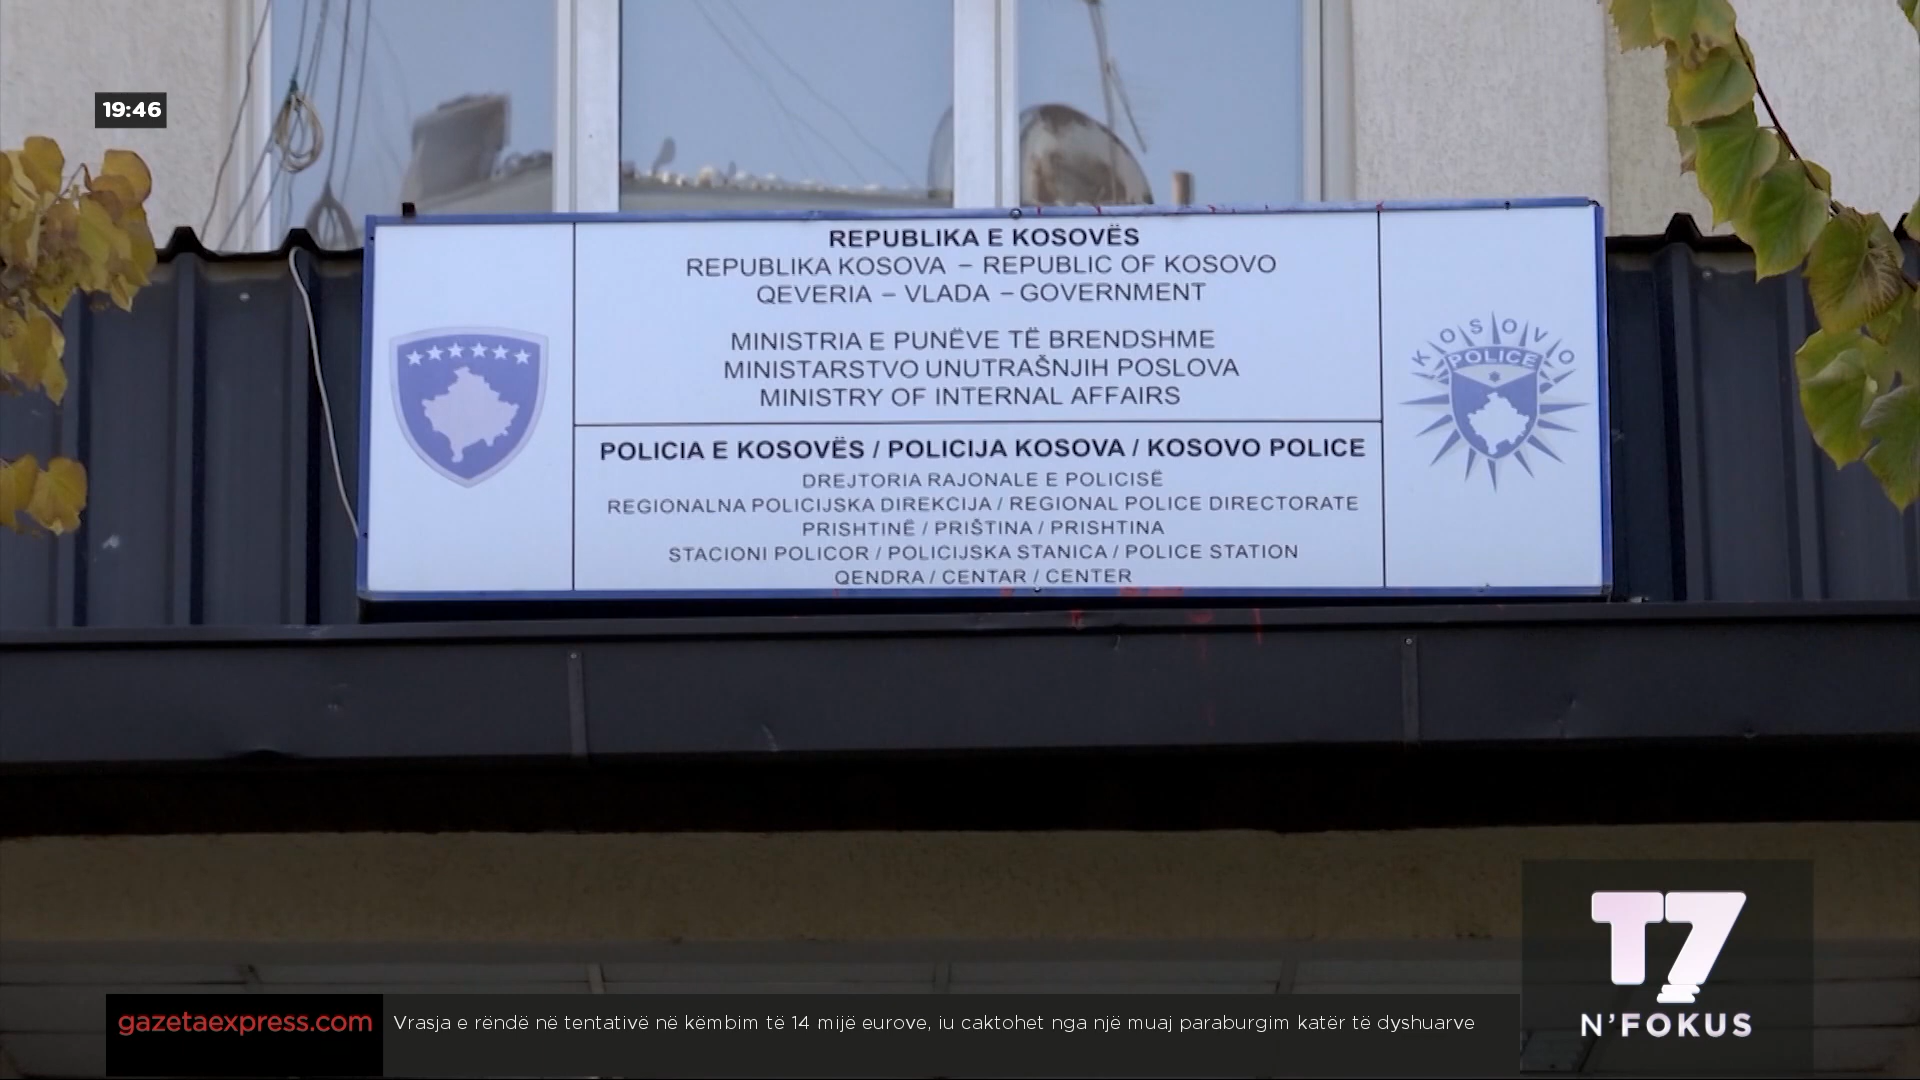 19:46
REPUBLIKA E KOSOVËS
REPUBLIKA KOSOVA – REPUBLIC OF KOSOVO
QEVERIA – VLADA – GOVERNMENT
MINISTRIA E PUNËVE TË BRENDSHME
MINISTARSTVO UNUTRAŠNJIH POSLOVA
MINISTRY OF INTERNAL AFFAIRS
KOSOVO
POLICE
POLICIA E KOSOVËS / POLICIJA KOSOVA / KOSOVO POLICE
DREJTORIA RAJONALE E POLICISË
REGIONALNA POLICIJSKA DIREKCIJA / REGIONAL POLICE DIRECTORATE
PRISHTINË / PRIŠTINA / PRISHTINA
STACIONI POLICOR / POLICIJSKA STANICA / POLICE STATION
QENDRA / CENTAR / CENTER
T7
N'FOKUS
gazetaexpress.com Vrasja e rëndë në tentativë në këmbim të 14 mijë eurove, iu caktohet nga një muaj paraburgim katër të dyshuarve